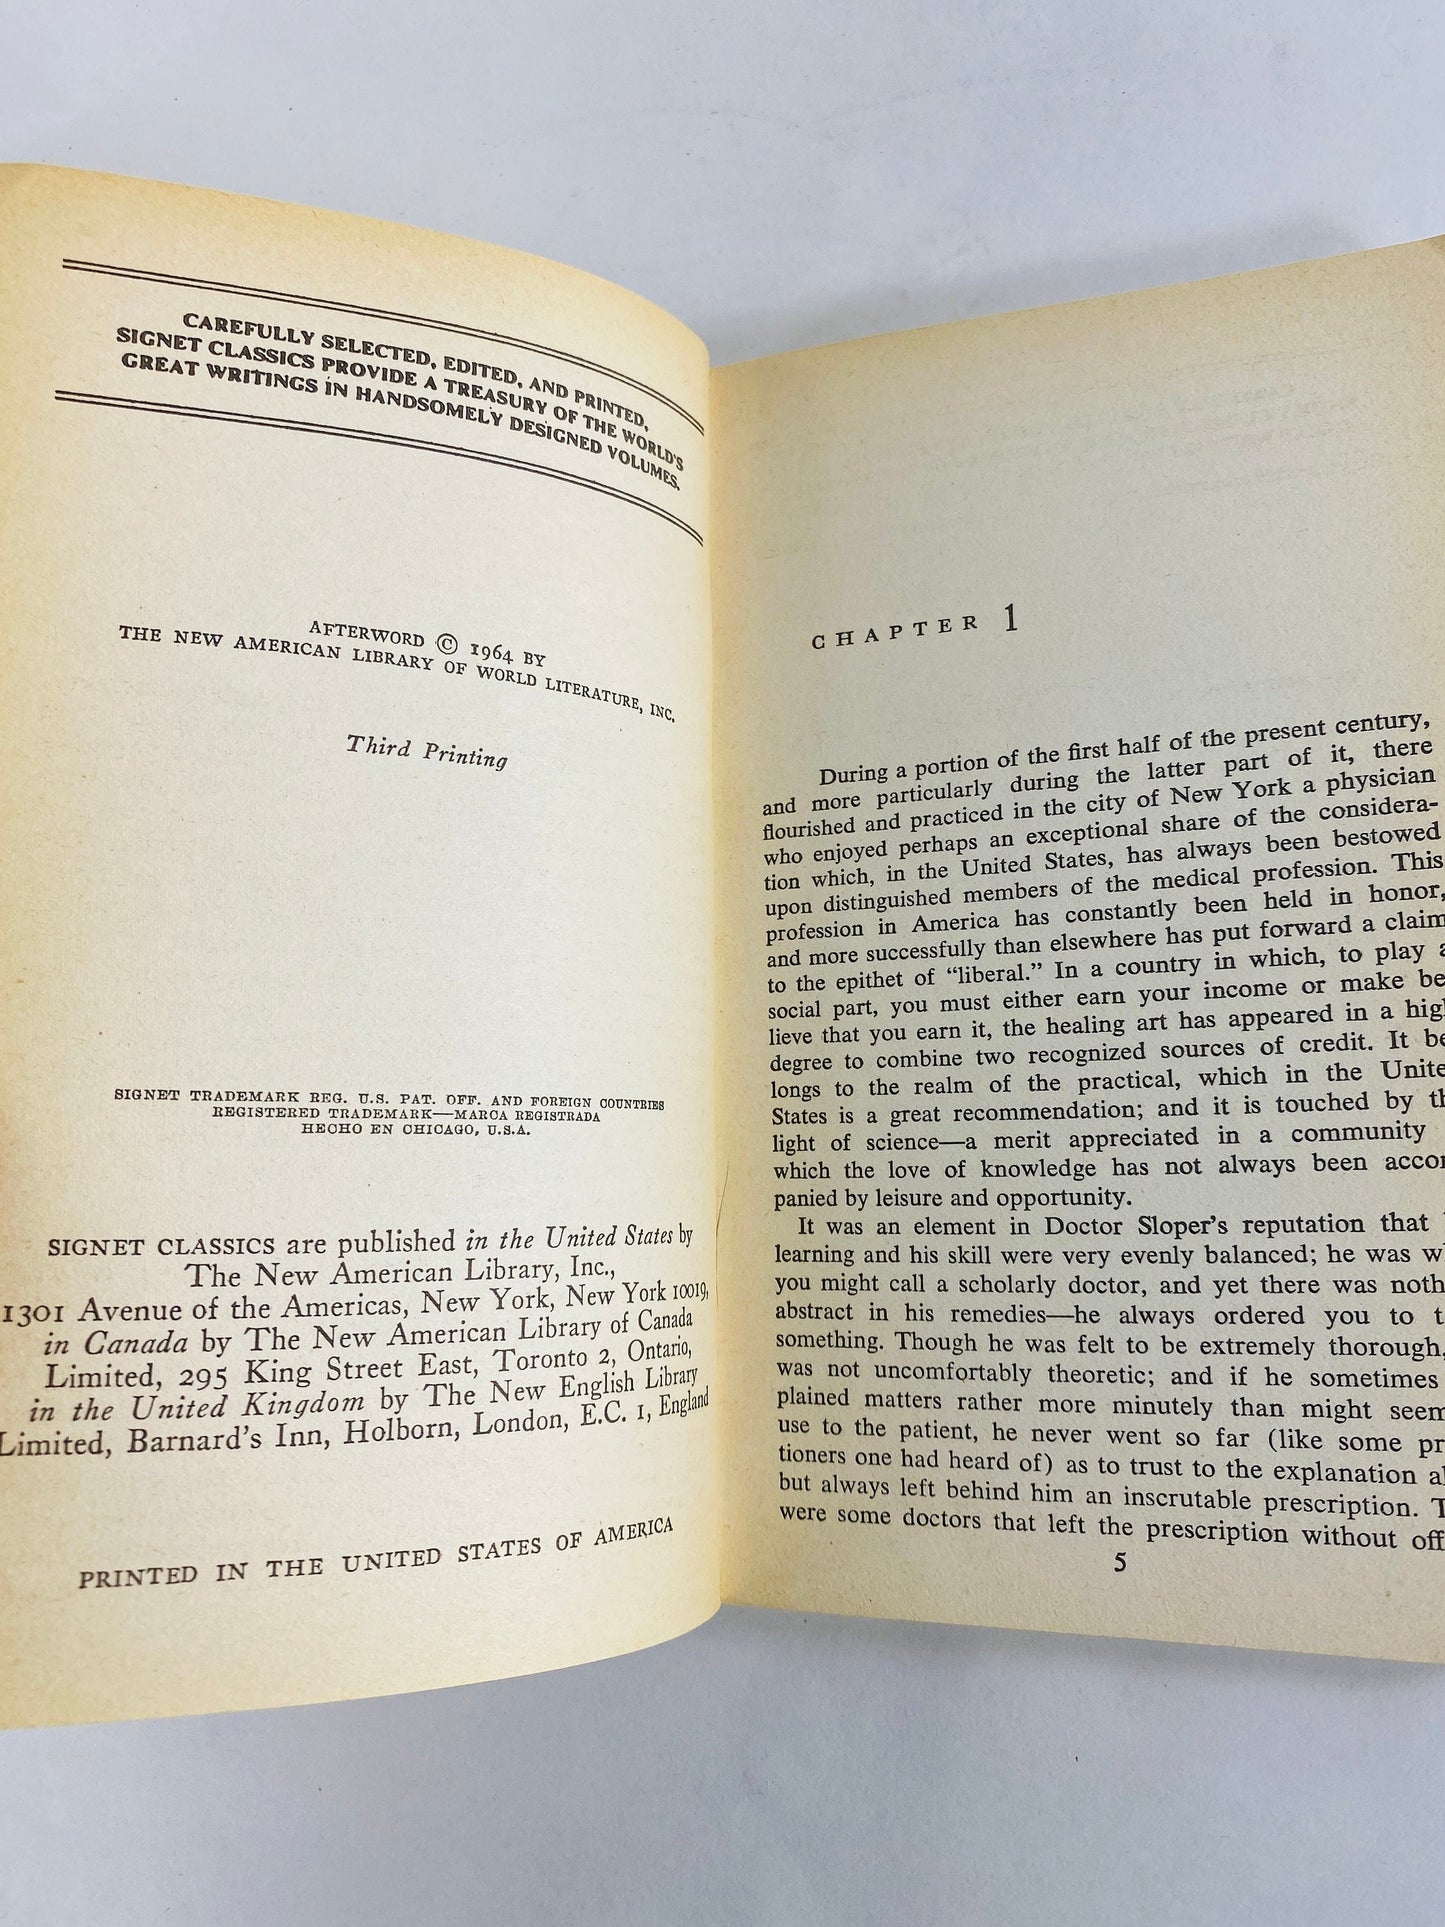 CAREFULLY SELECTED, EDITED, AND PRINTED,
SIGNET CLASSICS PROVIDE A TREASURY OF THE WORLD'S
GREAT WRITINGS IN HANDSOMELY DESIGNED VOLUMES.
AFTERWORD © 1964 BY
THE NEW AMERICAN LIBRARY OF WORLD LITERATURE, INC.
Third Printing
SIGNET TRADEMARK REG. U.S. PAT. OFF. AND FOREIGN COUNTRIES
REGISTERED TRADEMARK—MARCA REGISTRADA
HECHO EN CHICAGO, U.S.A.
SIGNET CLASSICS are published in the United States by
The New American Library, Inc.,
1301 Avenue of the Americas, New York, New York 10019,
in Canada by The New American Library of Canada
Limited, 295 King Street East, Toronto 2, Ontario,
in the United Kingdom by The New English Library
Limited, Barnard's Inn, Holborn, London, E.C. 1, England
PRINTED IN THE UNITED STATES OF AMERICA
CHAPTER 1
During a portion of the first half of the present century,
and more particularly during the latter part of it, there
flourished and practiced in the city of New York a physician
who enjoyed perhaps an exceptional share of the considera-
tion which, in the United States, has always been bestowed
upon distinguished members of the medical profession. This
profession in America has constantly been held in honor,
and more successfully than elsewhere has put forward a claim
to the epithet of "liberal." In a country in which, to play a
social part, you must either earn your income or make be
lieve that you earn it, the healing art has appeared in a hig
degree to combine two recognized sources of credit. It be
longs to the realm of the practical, which in the Unite
States is a great recommendation; and it is touched by th
light of science—a merit appreciated in a community
which the love of knowledge has not always been accom
panied by leisure and opportunity.
It was an element in Doctor Sloper's reputation that
learning and his skill were very evenly balanced; he was w
you might call a scholarly doctor, and yet there was noth
abstract in his remedies—he always ordered you to t
something. Though he was felt to be extremely thorough,
was not uncomfortably theoretic; and if he sometimes
plained matters rather more minutely than might seem
use to the patient, he never went so far (like some pr
tioners one had heard of) as to trust to the explanation al
but always left behind him an inscrutable prescription. T
were some doctors that left the prescription without off
5